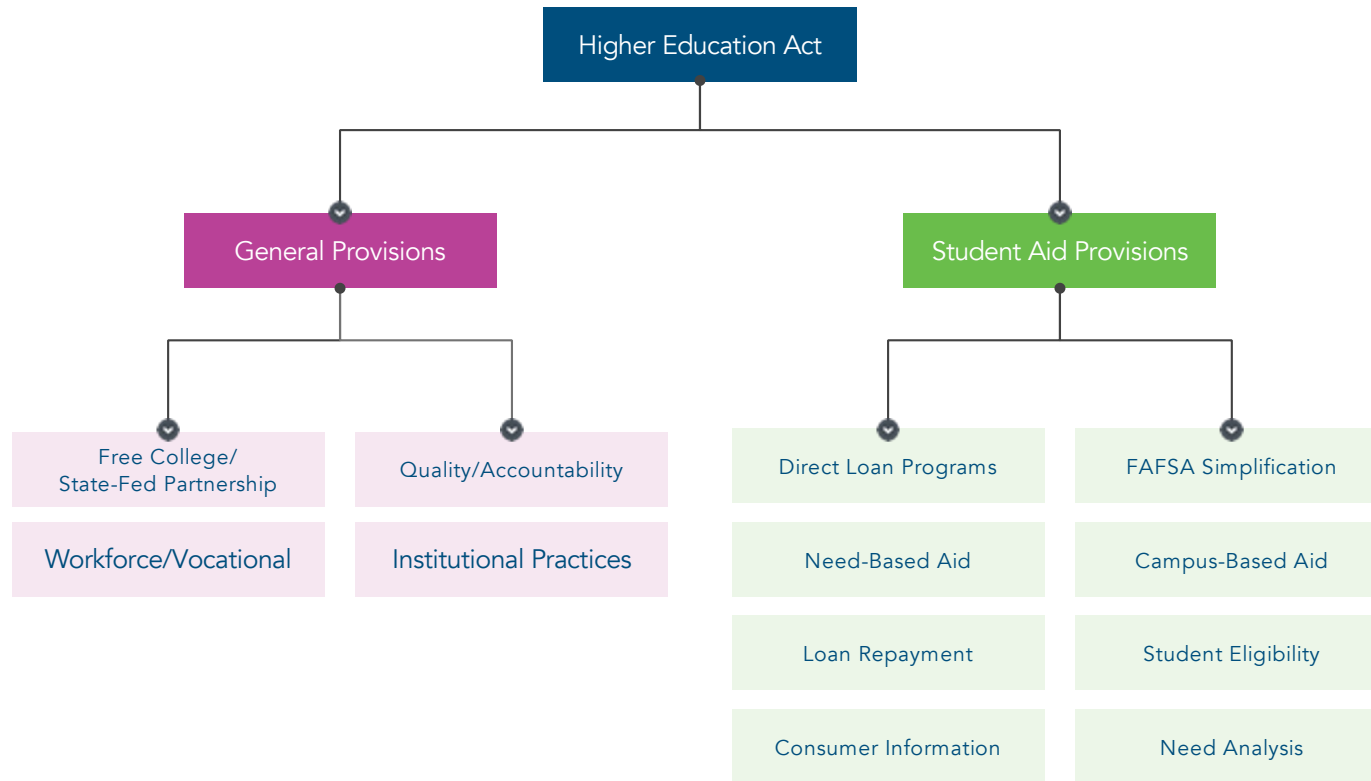 Higher Education Act
General Provisions
Student Aid Provisions
Free College/
State-Fed Partnership
Quality/Accountability
Direct Loan Programs
FAFSA Simplification
Workforce/Vocational
Institutional Practices
Need-Based Aid
Campus-Based Aid
Loan Repayment
Student Eligibility
Consumer Information
Need Analysis